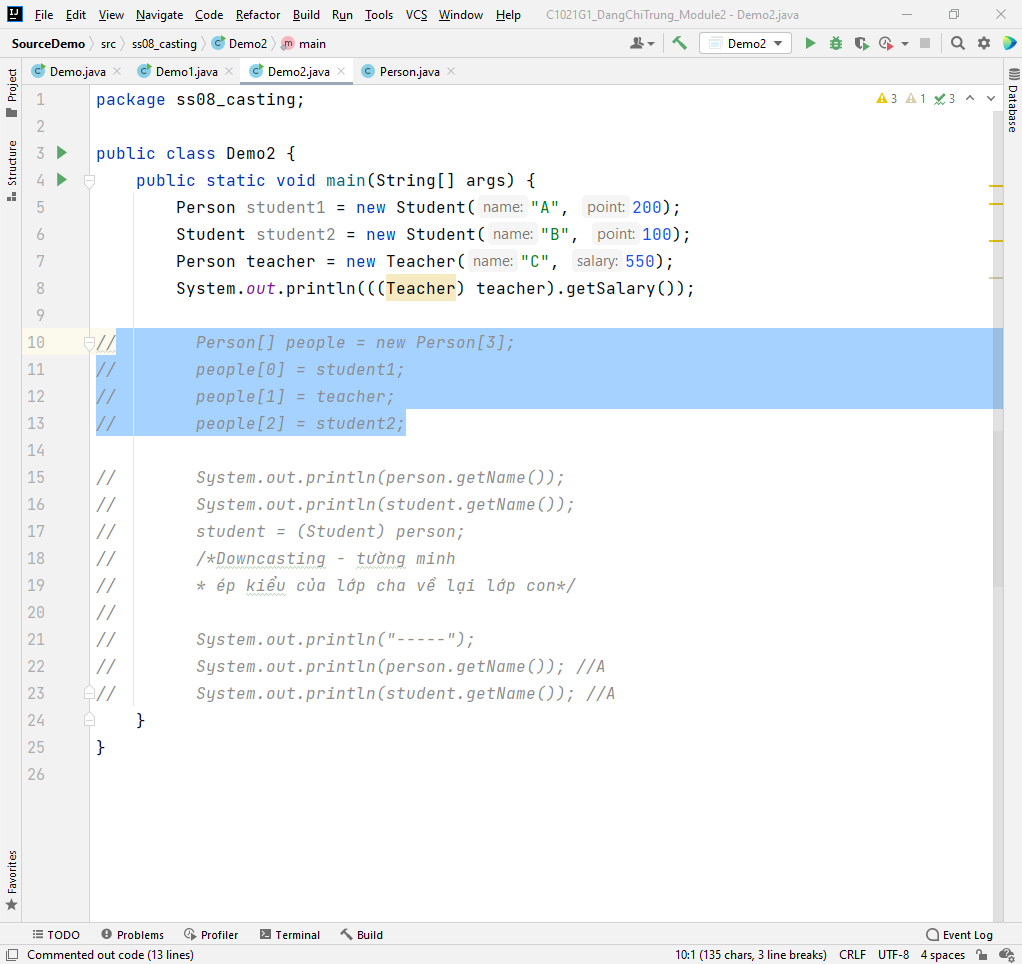 File Edit View Navigate Code Refactor Build Run Tools VCS Window Help C1021G1_DangChiTrung_Module2 - Demo2.java
SourceDemo src ss08_casting Demo2 main Demo2
Demo.java Demo1.java Demo2.java Person.java
Project
Structure
Favorites
Database
3 1 3
1 package ss08_casting;
2
3 public class Demo2 {
4 public static void main(String[] args) {
5 Person student1 = new Student( name: "A", point: 200);
6 Student student2 = new Student( name: "B", point: 100);
7 Person teacher = new Teacher( name: "C", salary: 550);
8 System.out.println(((Teacher) teacher).getSalary());
9
10 // Person[] people = new Person[3];
11 // people[0] = student1;
12 // people[1] = teacher;
13 // people[2] = student2;
14
15 // System.out.println(person.getName());
16 // System.out.println(student.getName());
17 // student = (Student) person;
18 // /*Downcasting - tường minh
19 // * ép kiểu của lớp cha về lại lớp con*/
20 //
21 // System.out.println("-----");
22 // System.out.println(person.getName()); //A
23 // System.out.println(student.getName()); //A
24 }
25 }
26
TODO Problems Profiler Terminal Build Event Log
Commented out code (13 lines) 10:1 (135 chars, 3 line breaks) CRLF UTF-8 4 spaces